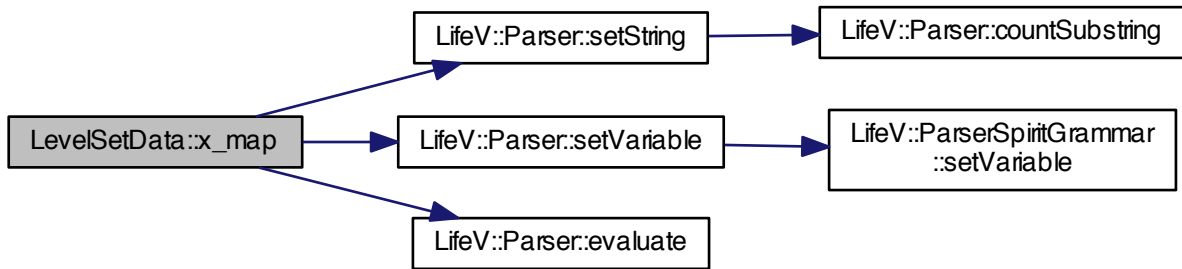 LifeV::Parser::setString
LifeV::Parser::countSubstring
LevelSetData::x_map
LifeV::Parser::setVariable
LifeV::ParserSpiritGrammar
::setVariable
LifeV::Parser::evaluate